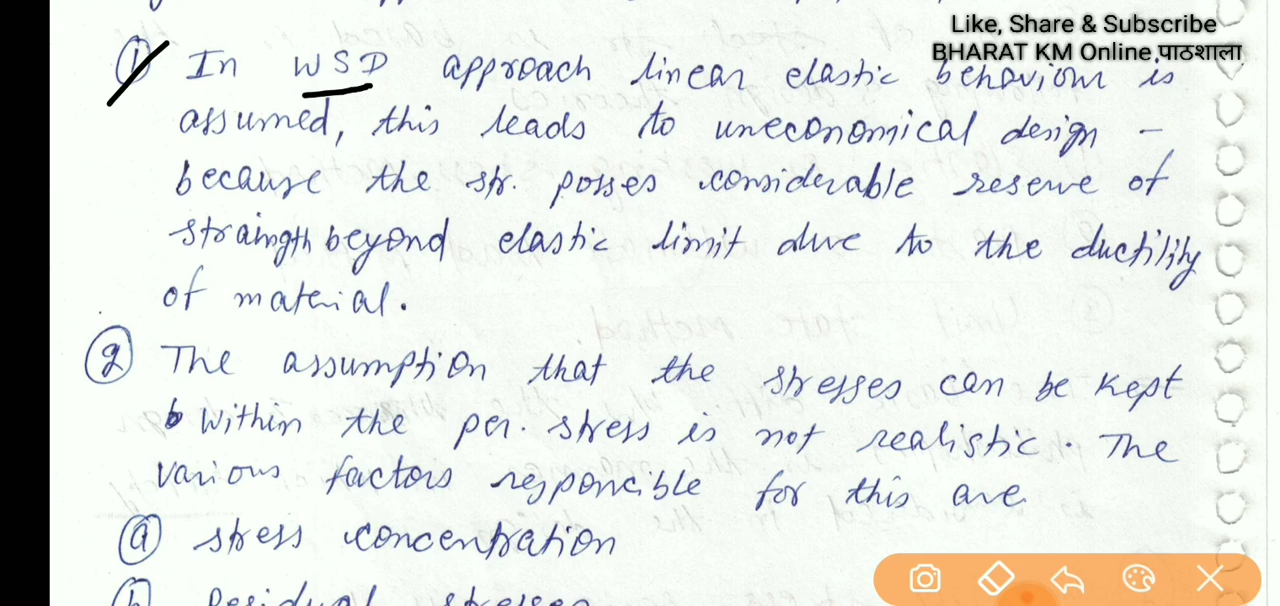 Like, Share & Subscribe
BHARAT KM Online पाठशाला
① In WSD approach linear elastic behaviour is
assumed, this leads to uneconomical design -
because the str. posses considerable reserve of
straingth beyond elastic limit due to the ductility
of material.
② The assumption that the stresses can be kept
within the per. stress is not realistic. The
various factors responcible for this are
ⓐ stress concentration
ⓑ Residual stresses